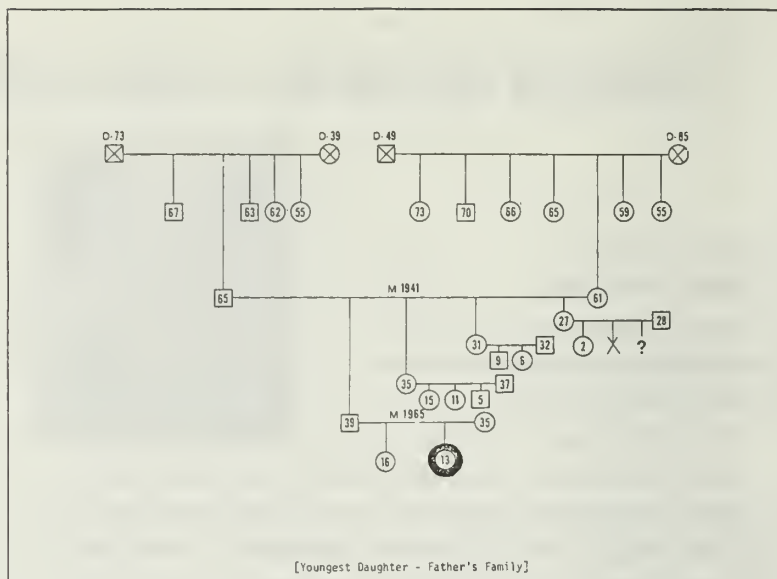 D-73 D-39 D-49 D-85
67 63 62 55 73 70 66 65 59 55
M 1941
65 61
27 28
31 9 6 32 2 ?
35 37
15 11 5
M 1965
39 35
16 13
[Youngest Daughter - Father's Family]